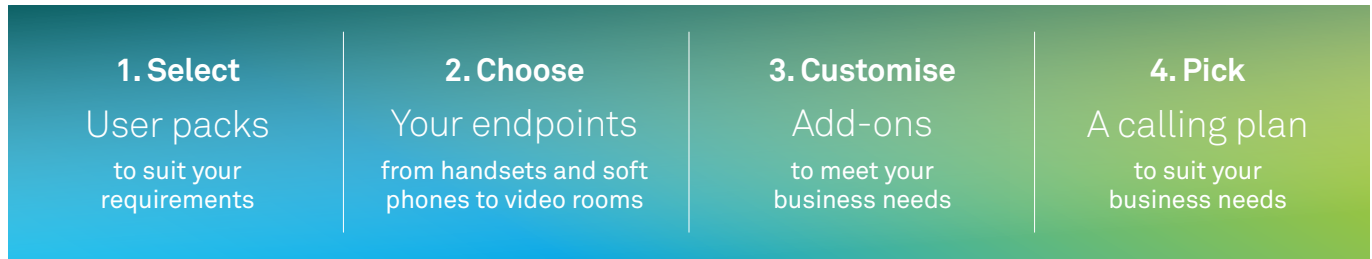 1. Select
User packs
to suit your
requirements
2. Choose
Your endpoints
from handsets and soft
phones to video rooms
3. Customise
Add-ons
to meet your
business needs
4. Pick
A calling plan
to suit your
business needs